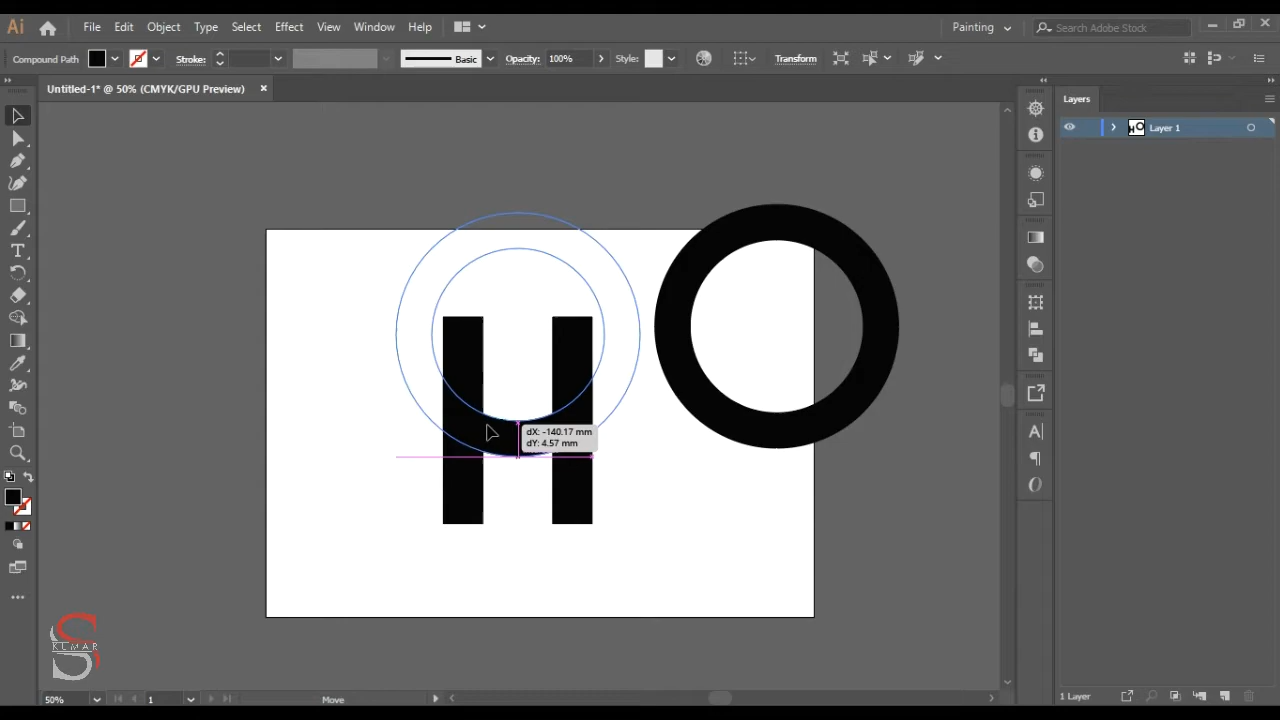 Ai File Edit Object Type Select Effect View Window Help Painting Search Adobe Stock
Compound Path Stroke: Basic Opacity: 100% Style: Transform
Untitled-1* @ 50% (CMYK/GPU Preview) ×
Layers
Layer 1
H
dX: -140.17 mm
dY: 4.57 mm
KUMAR
50% 1 Move 1 Layer